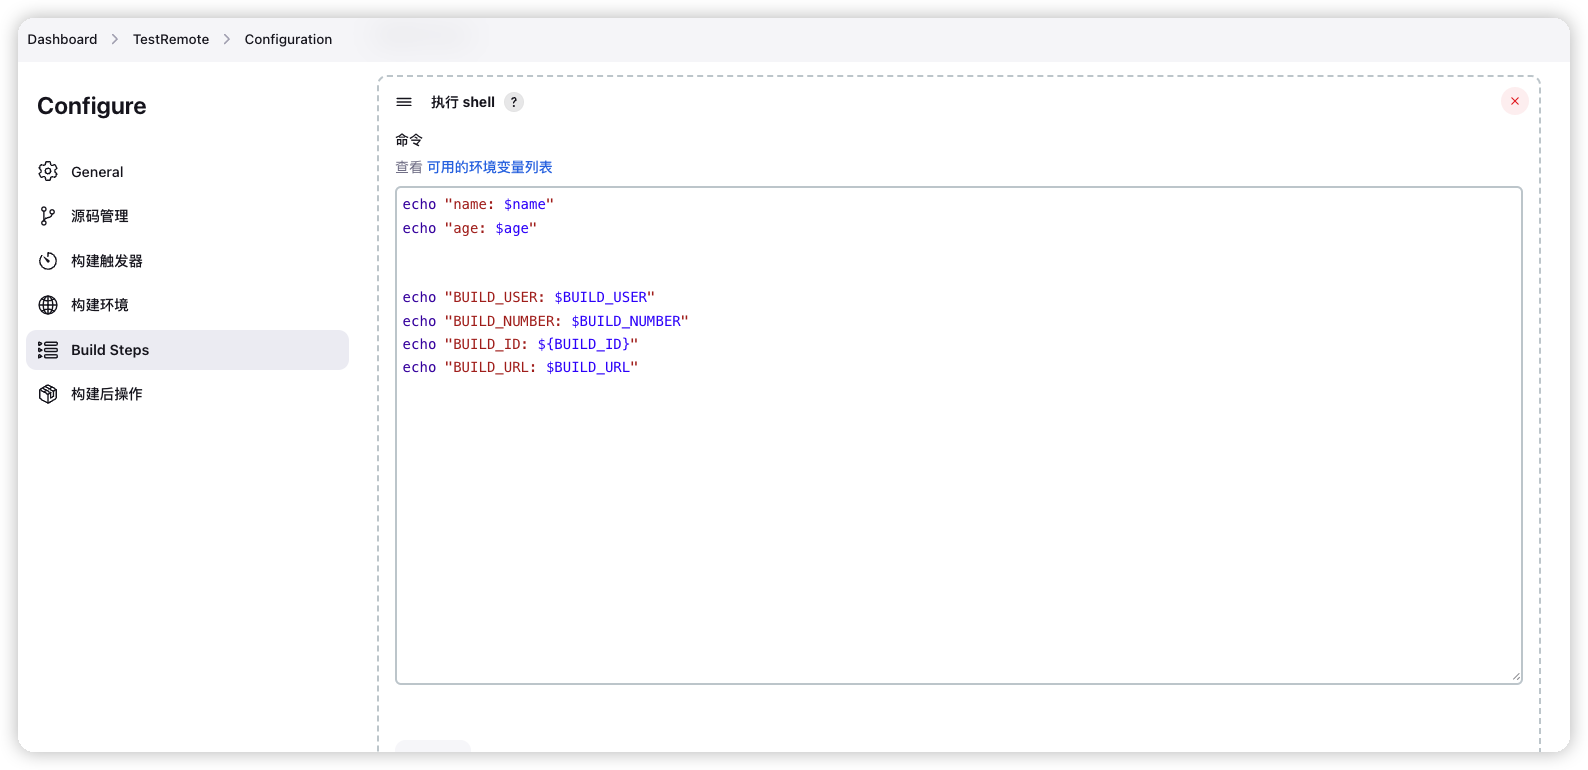 Dashboard > TestRemote > Configuration
Configure
General
源码管理
构建触发器
构建环境
Build Steps
构建后操作
执行 shell ?
命令
查看 可用的环境变量列表
echo "name: $name"
echo "age: $age"
echo "BUILD_USER: $BUILD_USER"
echo "BUILD_NUMBER: $BUILD_NUMBER"
echo "BUILD_ID: ${BUILD_ID}"
echo "BUILD_URL: $BUILD_URL"